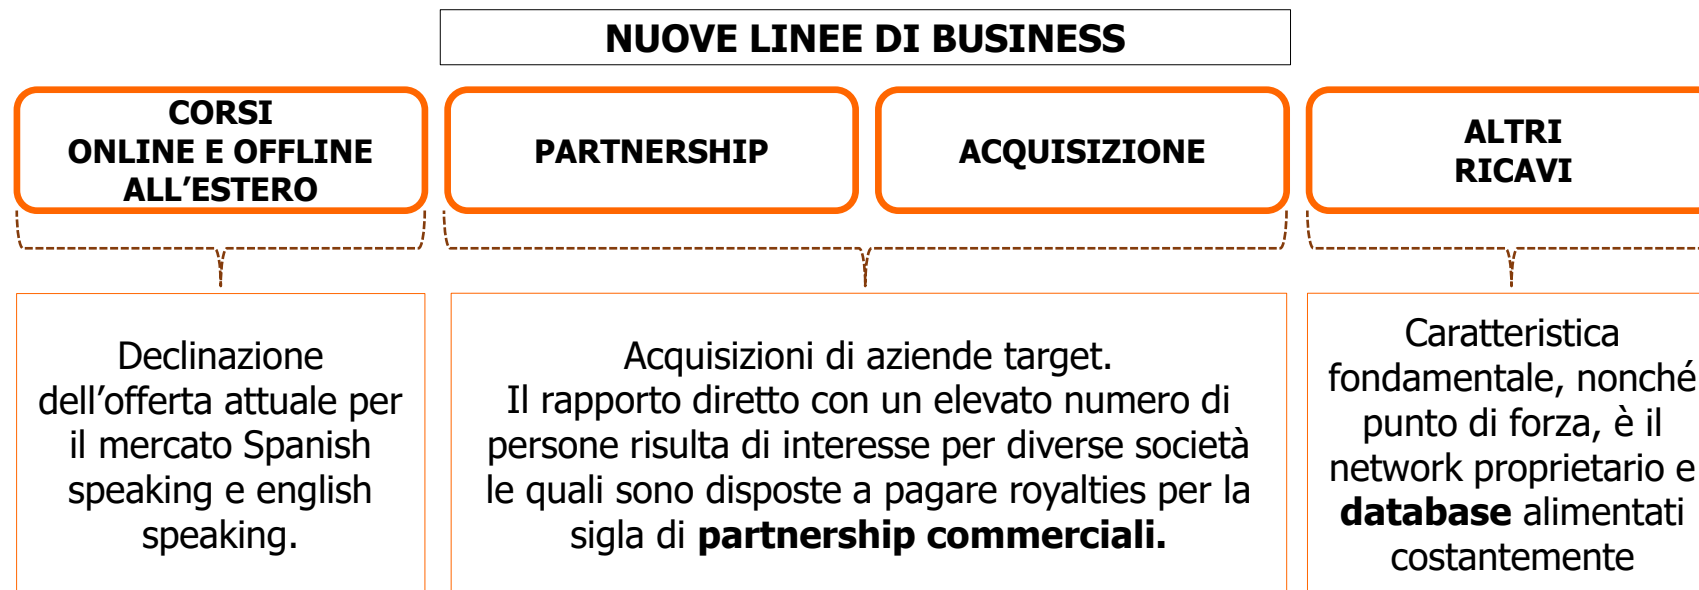 NUOVE LINEE DI BUSINESS
CORSI
ONLINE E OFFLINE
ALL’ESTERO
PARTNERSHIP
ACQUISIZIONE
ALTRI
RICAVI
Declinazione
dell’offerta attuale per
il mercato Spanish
speaking e english
speaking.
Acquisizioni di aziende target.
Il rapporto diretto con un elevato numero di
persone risulta di interesse per diverse società
le quali sono disposte a pagare royalties per la
sigla di partnership commerciali.
Caratteristica
fondamentale, nonché
punto di forza, è il
network proprietario e
database alimentati
costantemente